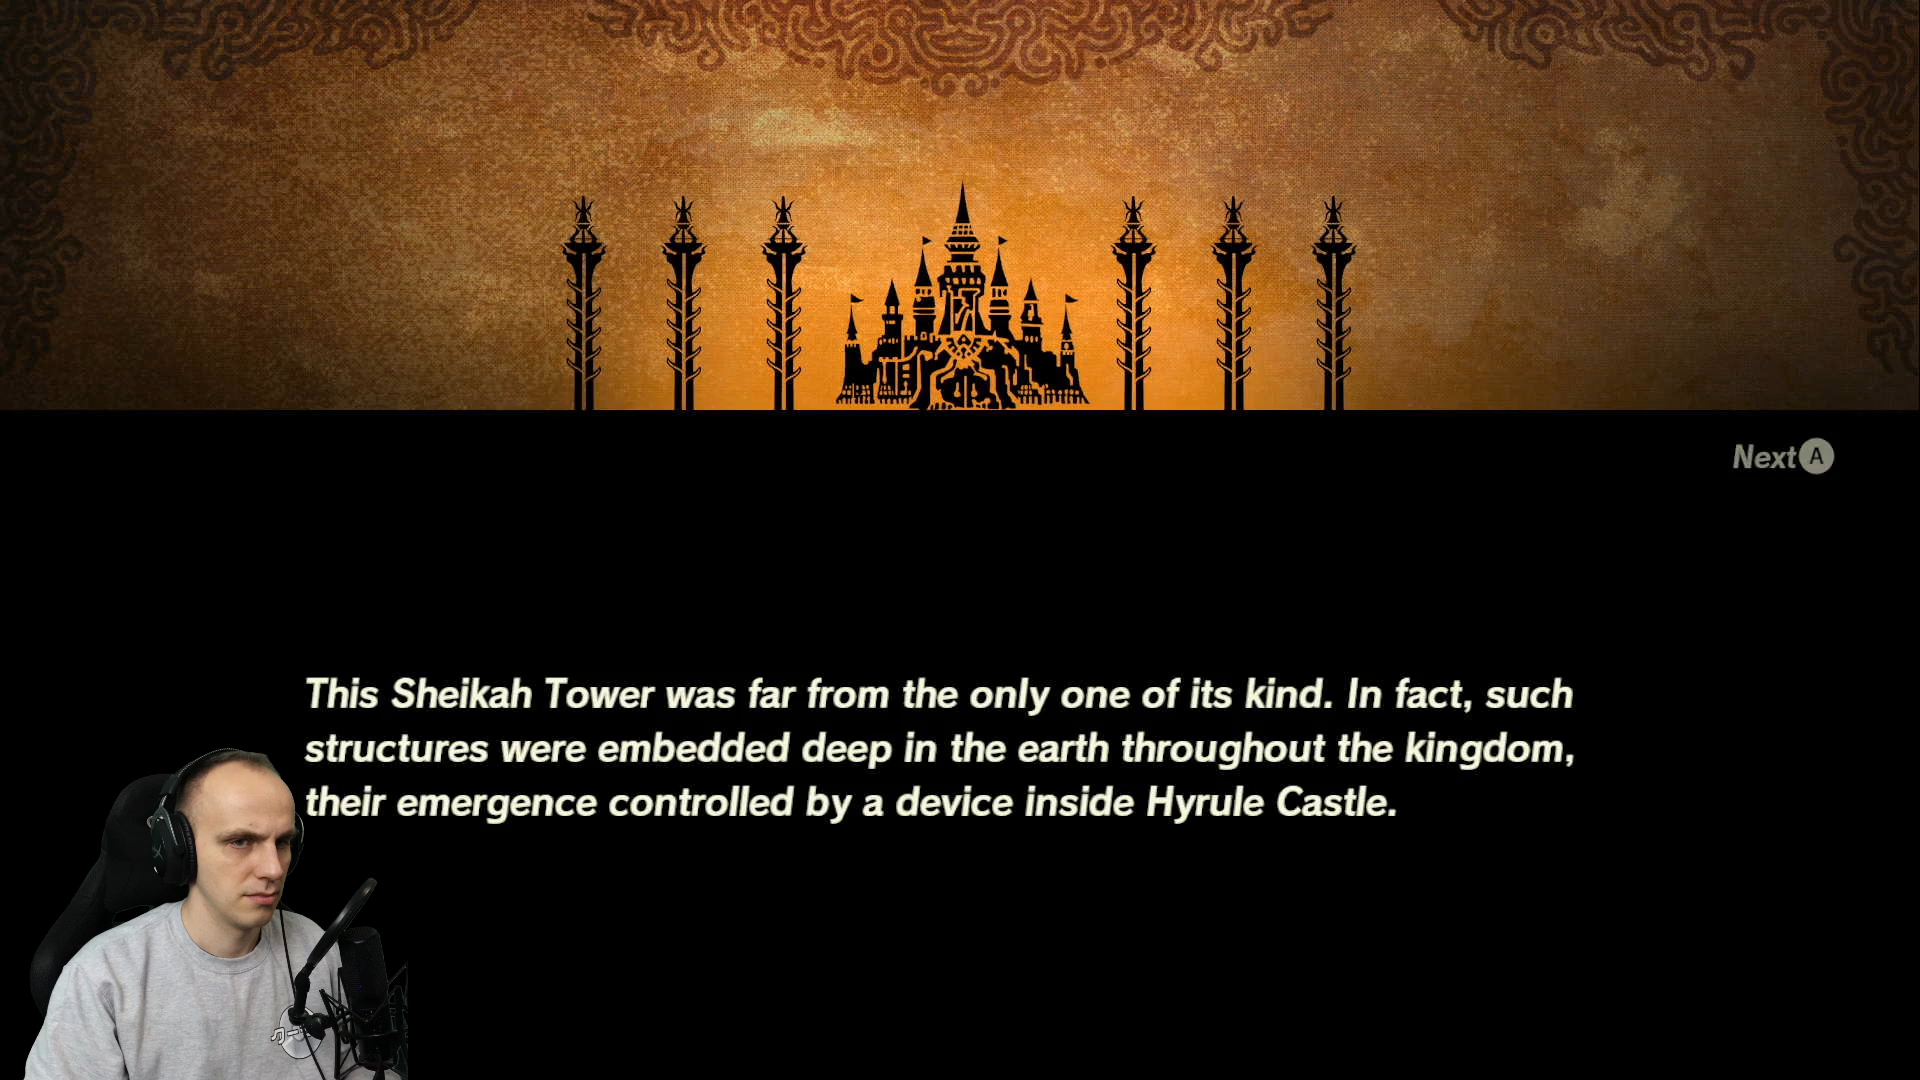 Next A
This Sheikah Tower was far from the only one of its kind. In fact, such
structures were embedded deep in the earth throughout the kingdom,
their emergence controlled by a device inside Hyrule Castle.